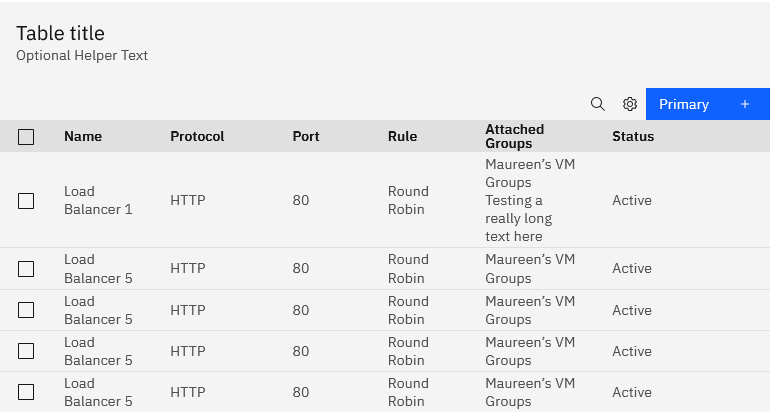 Table title
Optional Helper Text
Primary +
Name Protocol Port Rule Attached Groups Status
Load Balancer 1 HTTP 80 Round Robin Maureen’s VM Groups Testing a really long text here Active
Load Balancer 5 HTTP 80 Round Robin Maureen’s VM Groups Active
Load Balancer 5 HTTP 80 Round Robin Maureen’s VM Groups Active
Load Balancer 5 HTTP 80 Round Robin Maureen’s VM Groups Active
Load Balancer 5 HTTP 80 Round Robin Maureen’s VM Groups Active